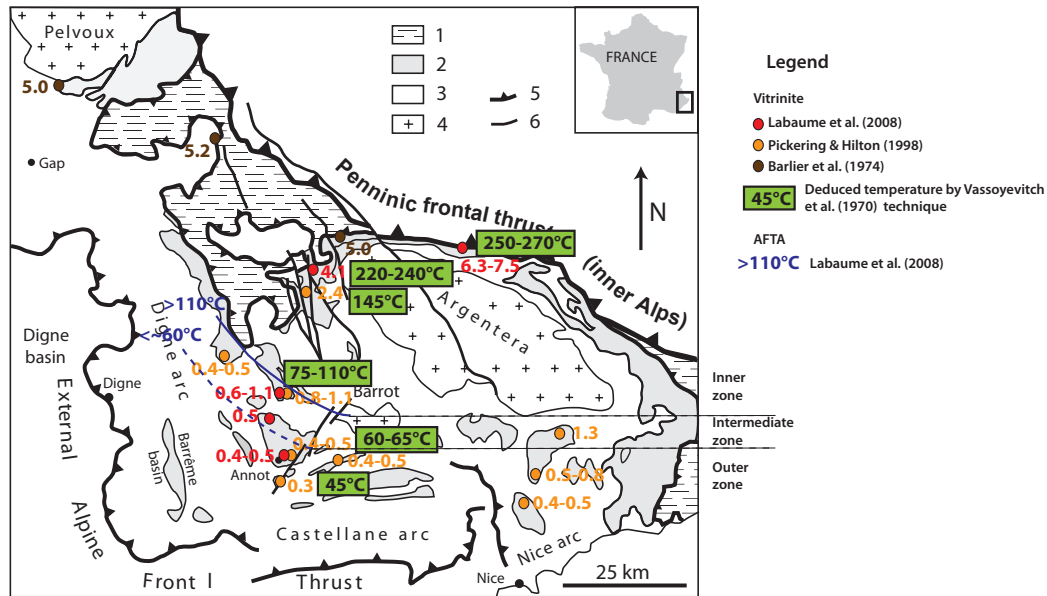 Pelvoux
5.0
5.2
Gap
1
2
3
4
5
6
FRANCE
N
Penninic frontal thrust
(inner Alps)
5.0
250-270°C
6.3-7.5
4.1
220-240°C
2.4
145°C
Argentera
>110°C
<~60°C
Digne
basin
Digne arc
Digne
External
Alpine
Front l
Thrust
0.4-0.5
75-110°C
0.6-1.1
0.8-1.1
Barrot
0.5
0.4-0.5
60-65°C
0.4-0.5
0.4-0.5
Annot
0.3
45°C
Barrême
basin
Castellane arc
1.3
0.5-0.8
0.4-0.5
Nice arc
Nice
25 km
Inner
zone
Intermediate
zone
Outer
zone
Legend
Vitrinite
Labaume et al. (2008)
Pickering & Hilton (1998)
Barlier et al. (1974)
45°C
Deduced temperature by Vassoyevitch
et al. (1970) technique
AFTA
>110°C Labaume et al. (2008)